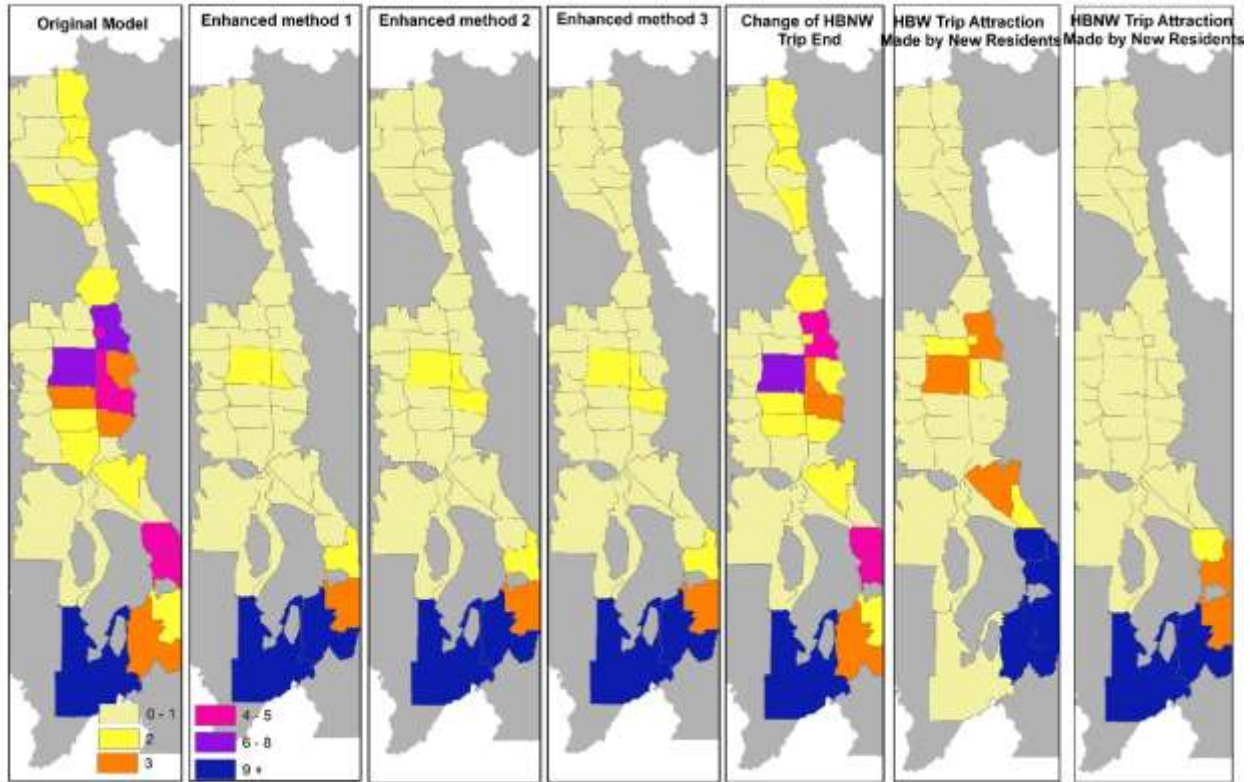 Original Model
Enhanced method 1
Enhanced method 2
Enhanced method 3
Change of HBNW
Trip End
HBW Trip Attraction
Made by New Residents
HBNW Trip Attraction
Made by New Residents
0 - 1
2
3
4 - 5
6 - 8
9 +